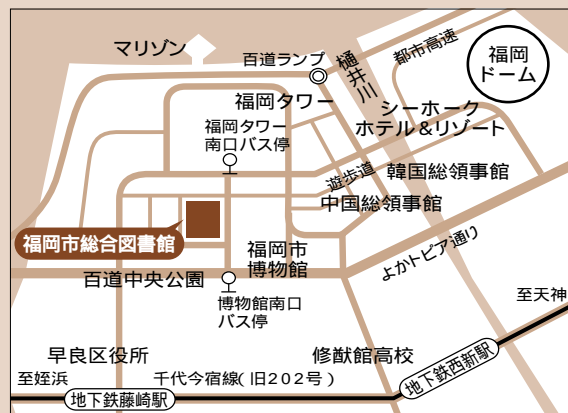 マリゾン
百道ランプ
樋井川
都市高速
福岡
ドーム
福岡タワー
シーホーク
ホテル&リゾート
福岡タワー
南口バス停
遊歩道
韓国総領事館
中国総領事館
福岡市総合図書館
福岡市
博物館
よかトピア通り
百道中央公園
博物館南口
バス停
至天神
早良区役所
修猷館高校
地下鉄西新駅
至姪浜
千代今宿線(旧202号)
地下鉄藤崎駅